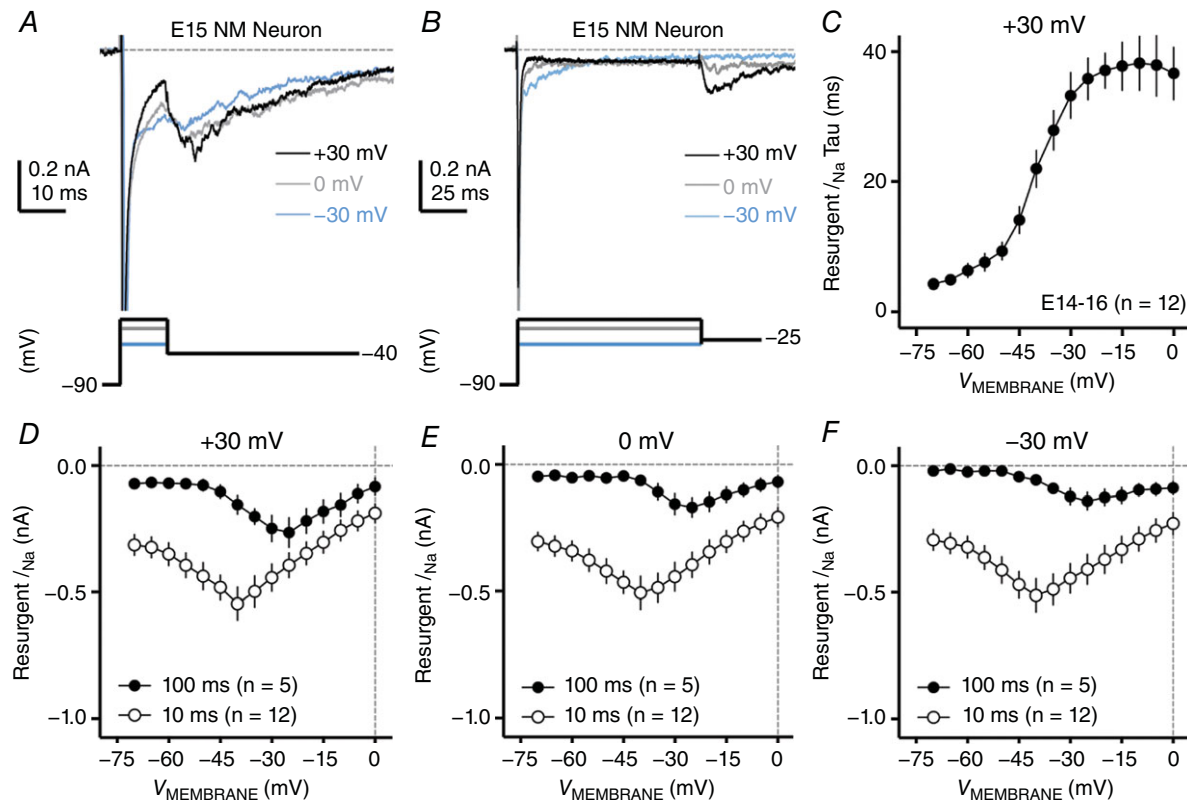 A
E15 NM Neuron
0.2 nA
10 ms
+30 mV
0 mV
−30 mV
(mV)
−90
−40
B
E15 NM Neuron
0.2 nA
25 ms
+30 mV
0 mV
−30 mV
(mV)
−90
−25
C
+30 mV
Resurgent INa Tau (ms)
40
20
0
E14-16 (n = 12)
−75 −60 −45 −30 −15 0
VMEMBRANE (mV)
D
+30 mV
Resurgent INa (nA)
0.0
−0.5
−1.0
100 ms (n = 5)
10 ms (n = 12)
−75 −60 −45 −30 −15 0
VMEMBRANE (mV)
E
0 mV
Resurgent INa (nA)
0.0
−0.5
−1.0
100 ms (n = 5)
10 ms (n = 12)
−75 −60 −45 −30 −15 0
VMEMBRANE (mV)
F
−30 mV
Resurgent INa (nA)
0.0
−0.5
−1.0
100 ms (n = 5)
10 ms (n = 12)
−75 −60 −45 −30 −15 0
VMEMBRANE (mV)